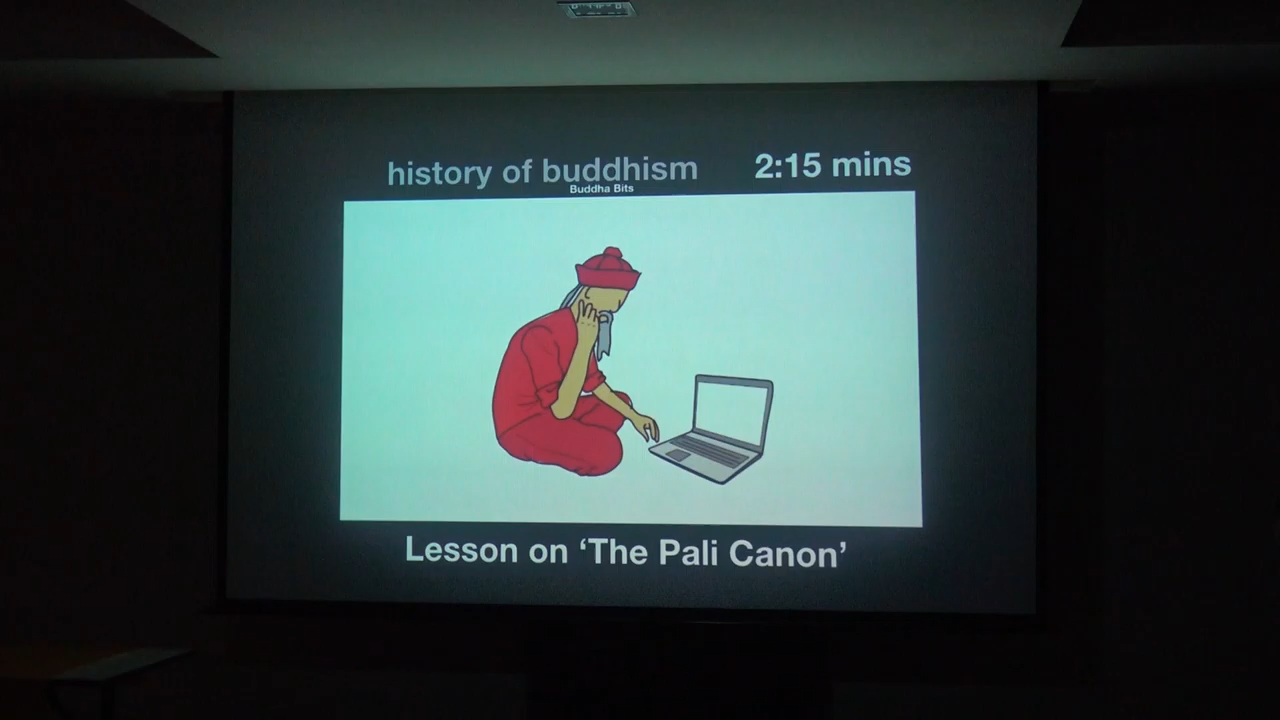 history of buddhism
2:15 mins
Buddha Bits
Lesson on ‘The Pali Canon’